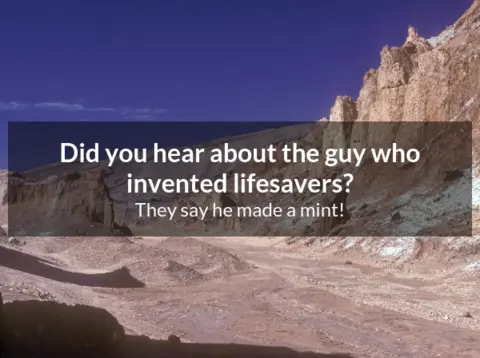 Did you hear about the guy who
invented lifesavers?
They say he made a mint!